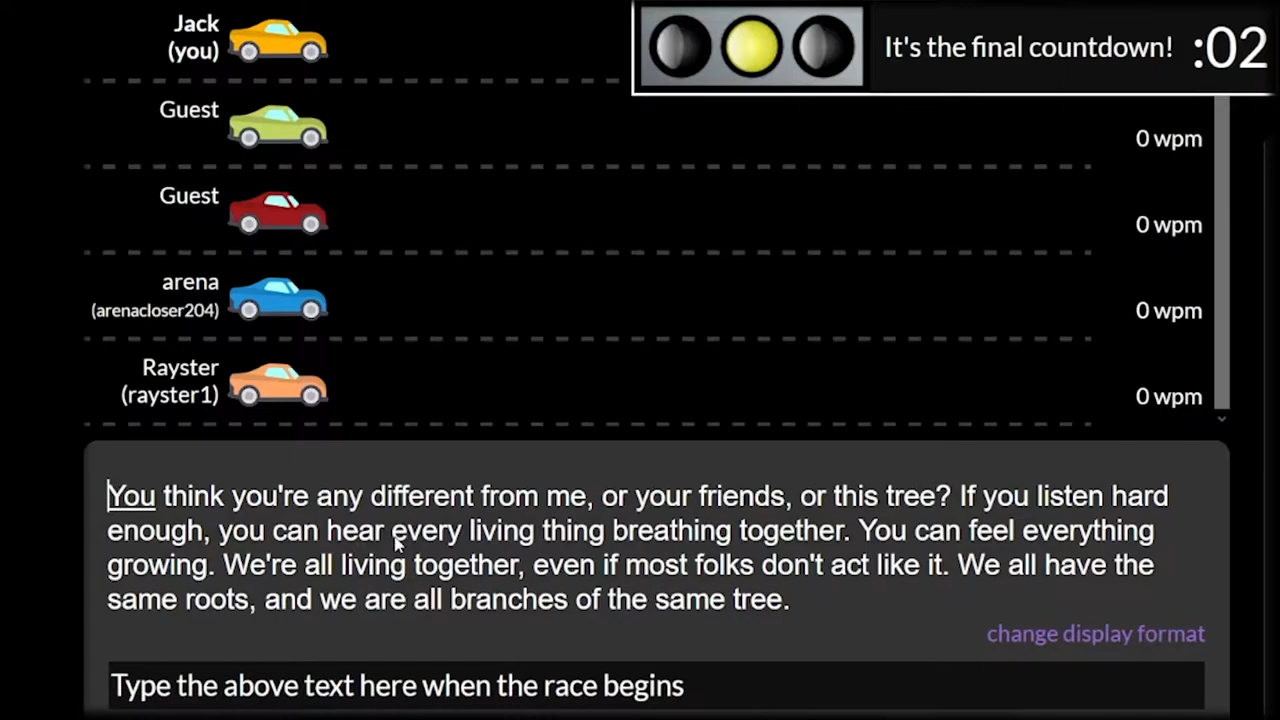 Jack
(you)
It's the final countdown! :02
Guest
0 wpm
Guest
0 wpm
arena
(arenacloser204)
0 wpm
Rayster
(rayster1)
0 wpm
You think you're any different from me, or your friends, or this tree? If you listen hard
enough, you can hear every living thing breathing together. You can feel everything
growing. We're all living together, even if most folks don't act like it. We all have the
same roots, and we are all branches of the same tree.
change display format
Type the above text here when the race begins